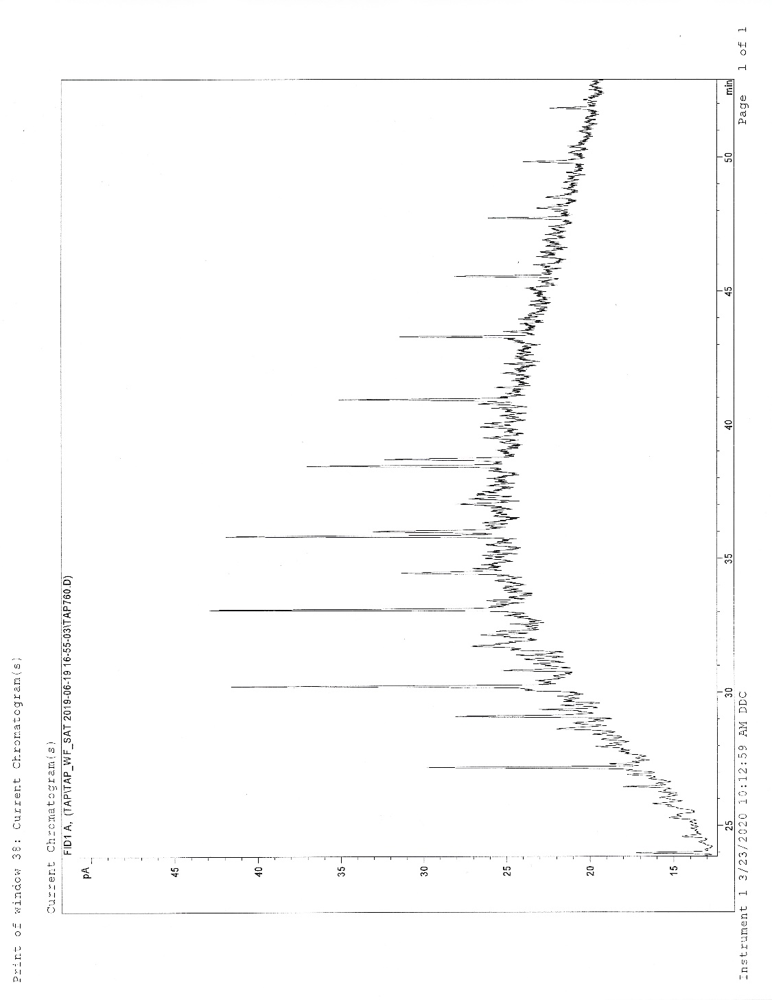 Print of window 38: Current Chromatogram(s)
Current Chromatogram(s)
FID1 A, (TAP\TAP_WF_SAT 2019-06-19 16-55-03\TAP760.D)
pA
45
40
35
30
25
20
15
25
30
35
40
45
50
min
Instrument 1 3/23/2020 10:12:59 AM DDC
Page 1 of 1